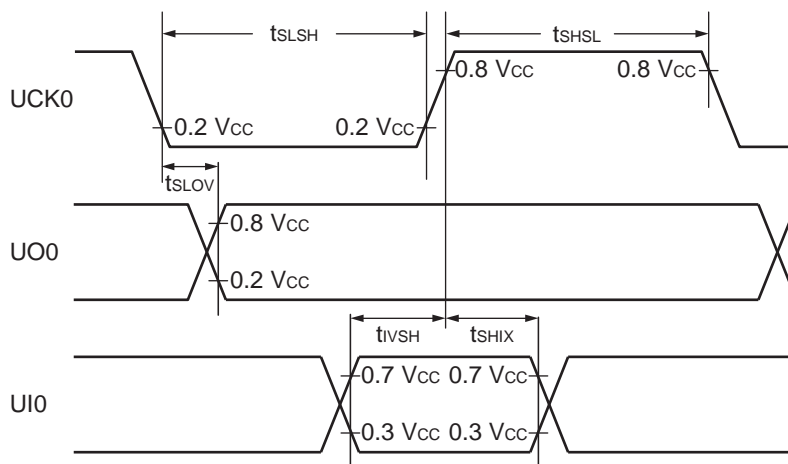 tSLSH tSHSL
UCK0 0.8 VCC 0.8 VCC
0.2 VCC 0.2 VCC
tSLOV
UO0 0.8 VCC
0.2 VCC
tIVSH tSHIX
UI0 0.7 VCC 0.7 VCC
0.3 VCC 0.3 VCC